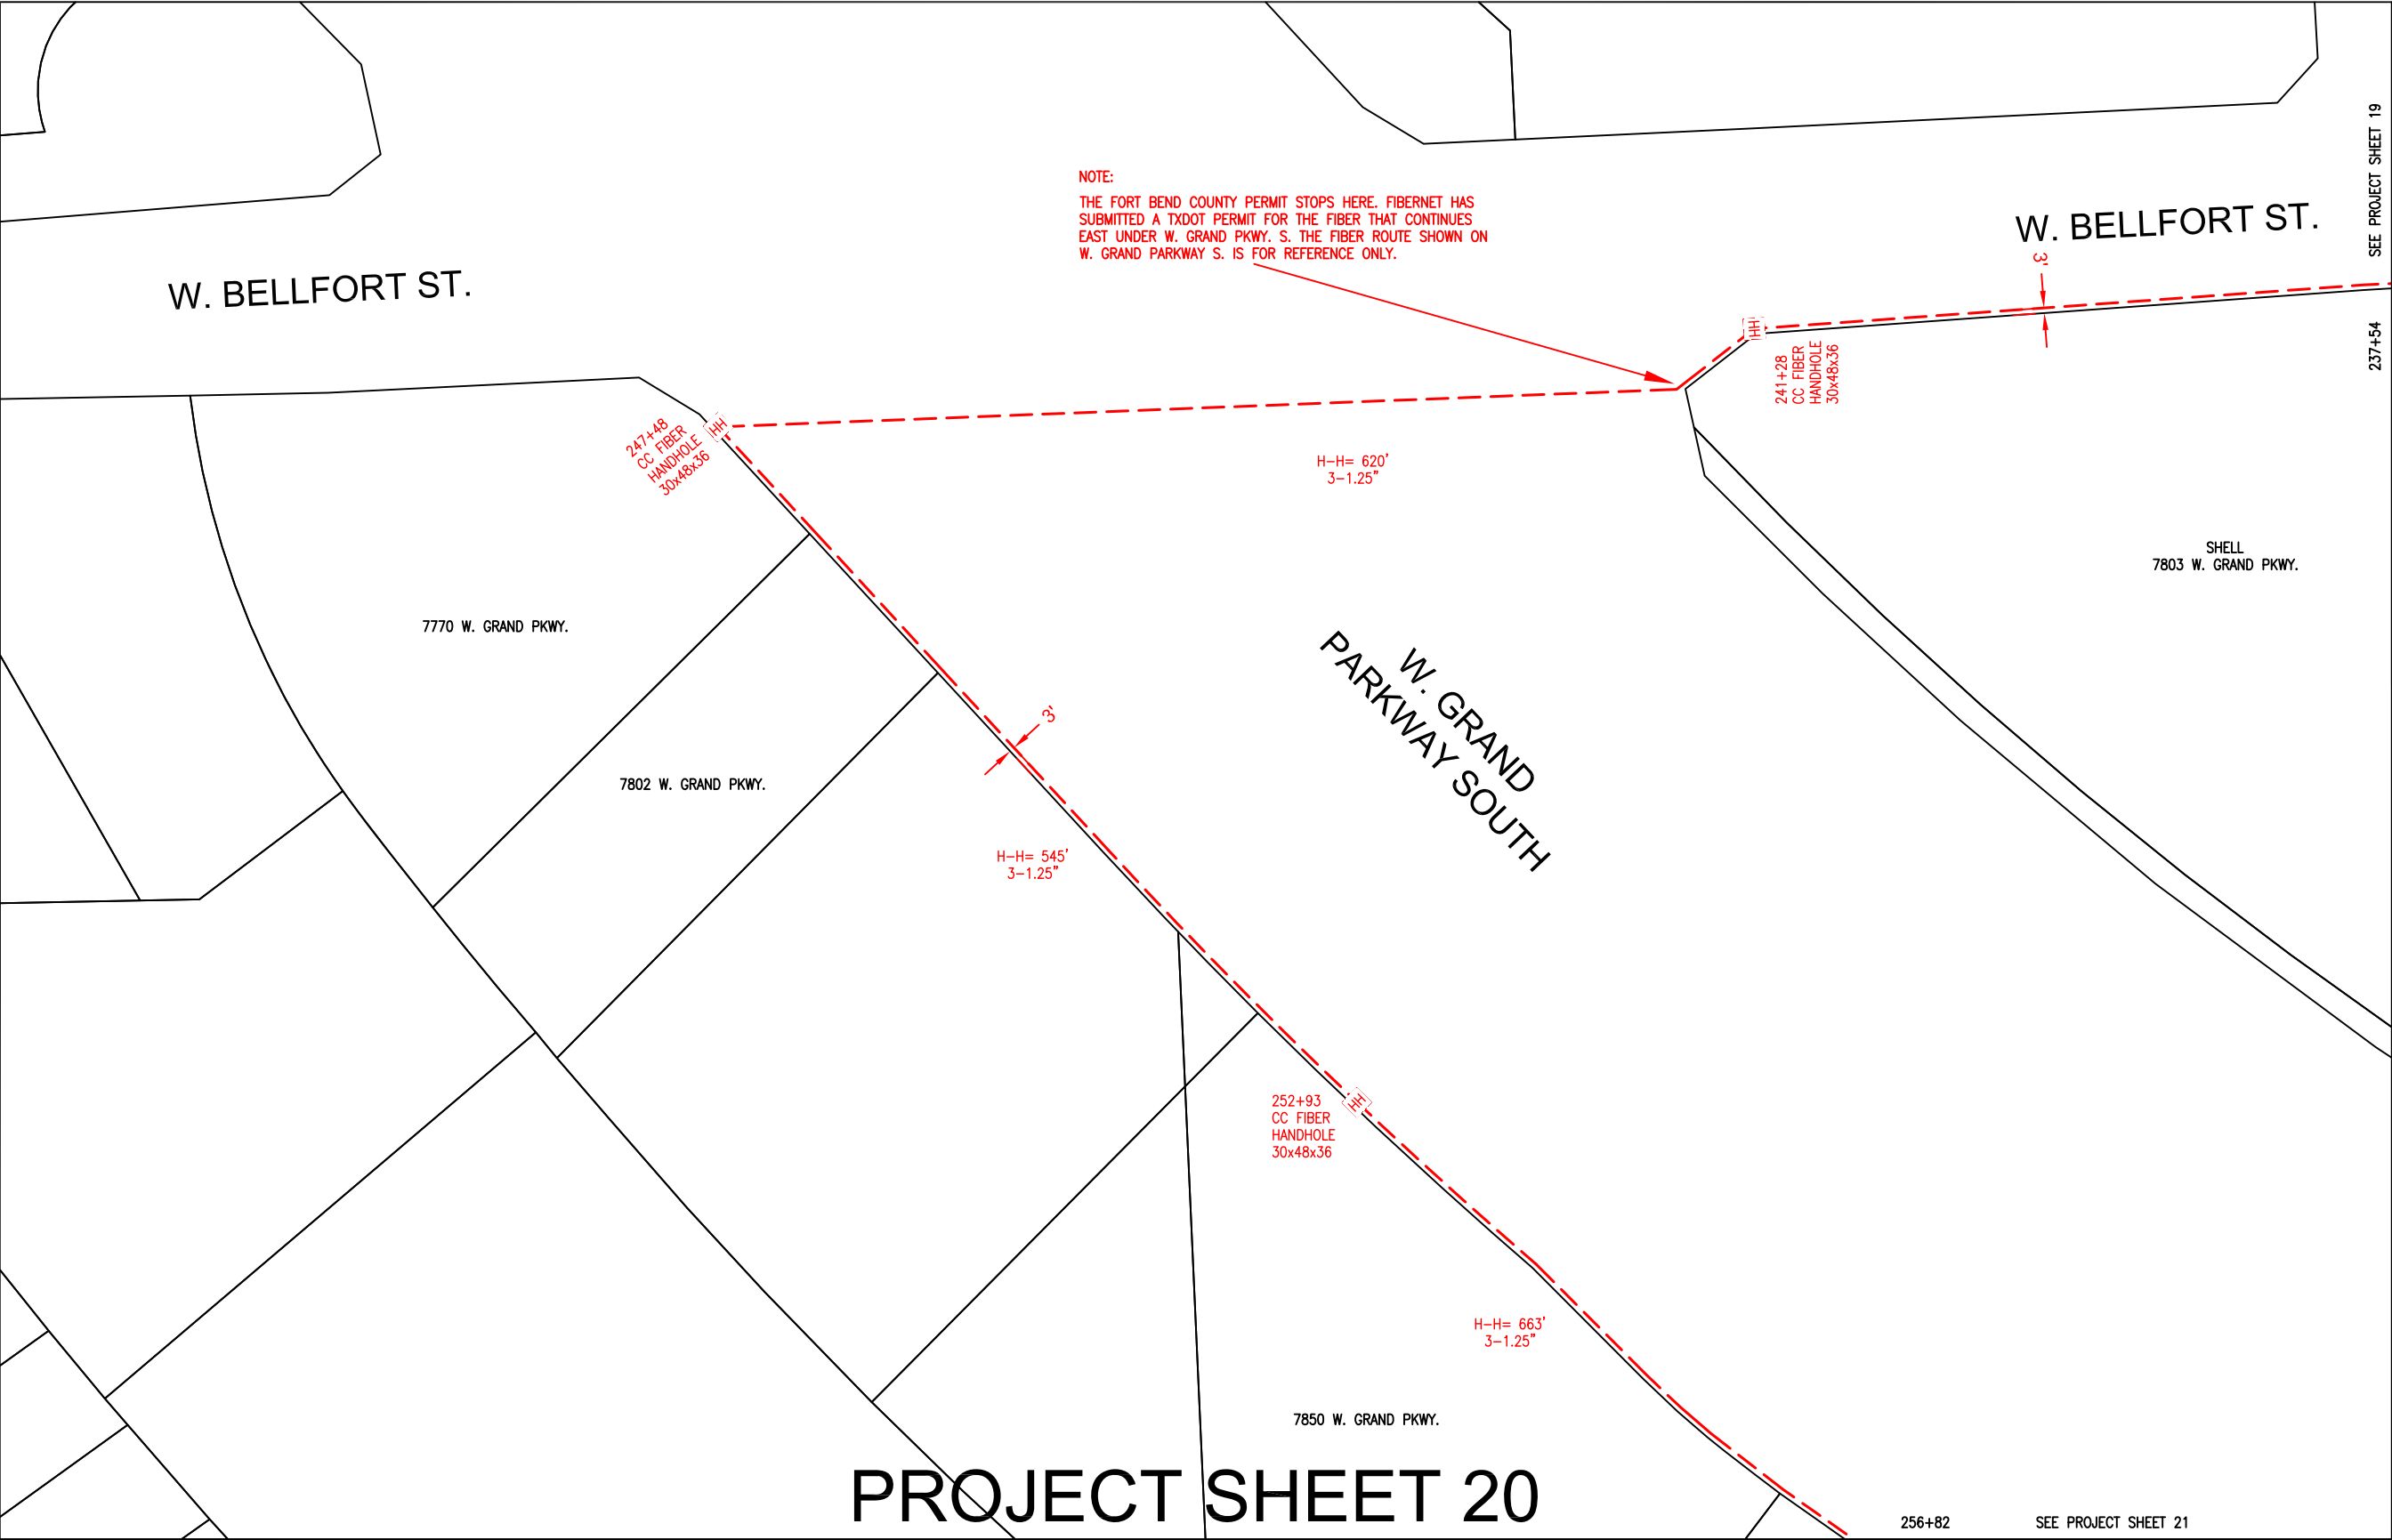 SEE PROJECT SHEET 19
NOTE:
THE FORT BEND COUNTY PERMIT STOPS HERE. FIBERNET HAS
SUBMITTED A TXDOT PERMIT FOR THE FIBER THAT CONTINUES
EAST UNDER W. GRAND PKWY. S. THE FIBER ROUTE SHOWN ON
W. GRAND PARKWAY S. IS FOR REFERENCE ONLY.
W. BELLFORT ST.
3'
W. BELLFORT ST.
237+54
HH
241+28
CC FIBER
HANDHOLE
30x48x36
HH
247+48
CC FIBER
HANDHOLE
30x48x36
H-H= 620'
3-1.25"
SHELL
7803 W. GRAND PKWY.
7770 W. GRAND PKWY.
W. GRAND
PARKWAY SOUTH
3'
7802 W. GRAND PKWY.
H-H= 545'
3-1.25"
HH
252+93
CC FIBER
HANDHOLE
30x48x36
H-H= 663'
3-1.25"
7850 W. GRAND PKWY.
PROJECT SHEET 20
256+82
SEE PROJECT SHEET 21